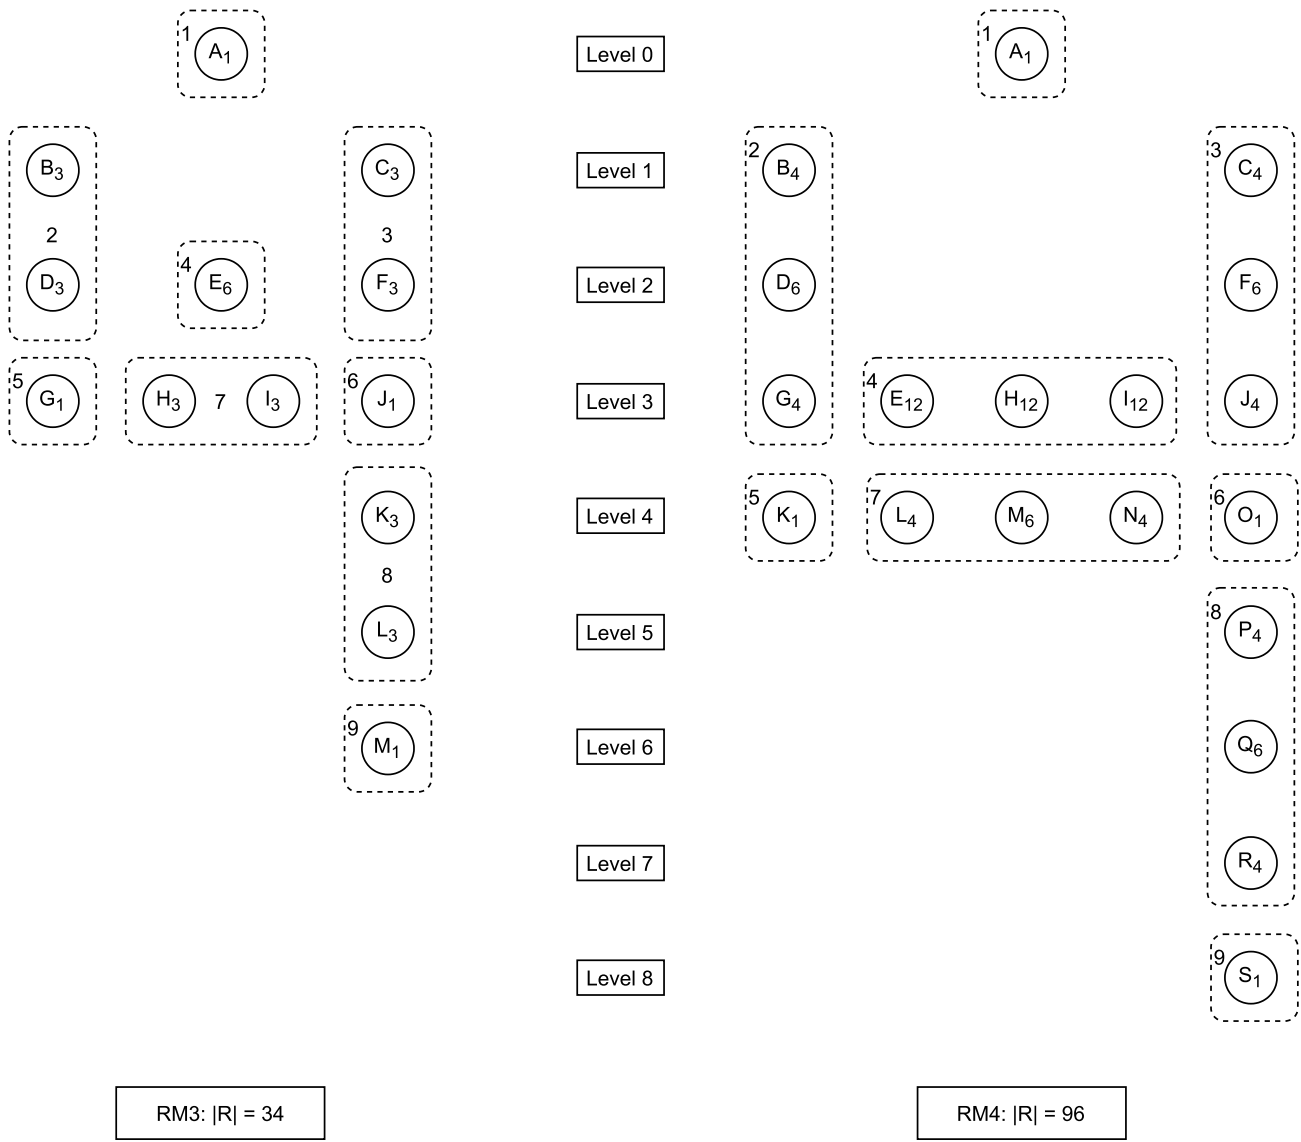 1 A1 Level 0 1 A1
B3 C3 Level 1 2 B4 3 C4
2 3
4
D3 E6 F3 Level 2 D6 F6
5 G1 H3 7 I3 6 J1 Level 3 G4 4 E12 H12 I12 J4
K3 Level 4 5 K1 7 L4 M6 N4 6 O1
8
L3 Level 5 8 P4
9 M1 Level 6 Q6
Level 7 R4
Level 8 9 S1
RM3: |R| = 34 RM4: |R| = 96